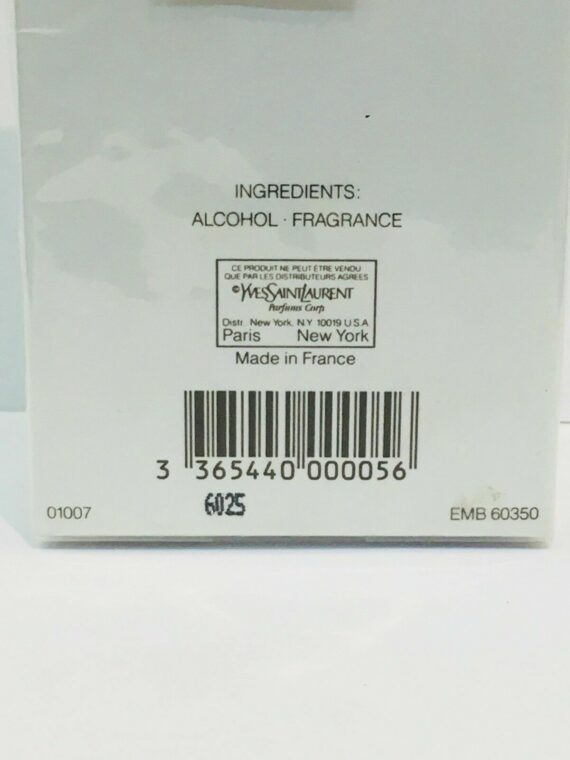 INGREDIENTS:
ALCOHOL · FRAGRANCE
CE PRODUIT NE PEUT ÊTRE VENDU
QUE PAR LES DISTRIBUTEURS AGREES
©YVESSAINTLAURENT
Parfums Corp.
Distr. New York. N.Y 10019 U S A
Paris New York
Made in France
3 365440 000056
6025
01007 EMB 60350